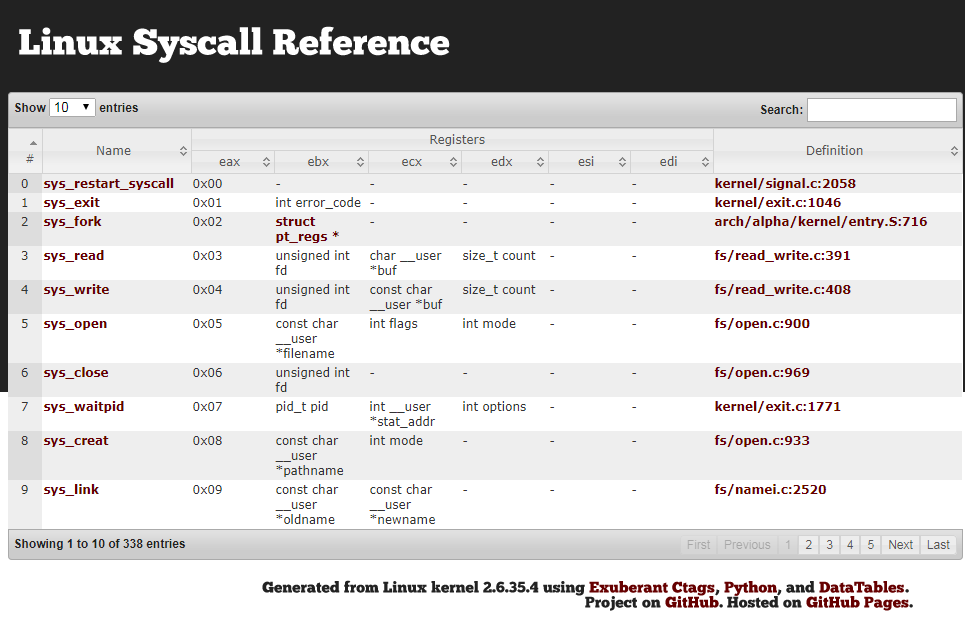 Linux Syscall Reference
Show 10 entries Search:
Registers
# Name eax ebx ecx edx esi edi Definition
0 sys_restart_syscall 0x00 - - - - - kernel/signal.c:2058
1 sys_exit 0x01 int error_code - - - - kernel/exit.c:1046
2 sys_fork 0x02 struct - - - - arch/alpha/kernel/entry.S:716
pt_regs *
3 sys_read 0x03 unsigned int char __user size_t count - - fs/read_write.c:391
fd *buf
4 sys_write 0x04 unsigned int const char size_t count - - fs/read_write.c:408
fd __user *buf
5 sys_open 0x05 const char int flags int mode - - fs/open.c:900
__user
*filename
6 sys_close 0x06 unsigned int - - - - fs/open.c:969
fd
7 sys_waitpid 0x07 pid_t pid int __user int options - - kernel/exit.c:1771
*stat_addr
8 sys_creat 0x08 const char int mode - - - fs/open.c:933
__user
*pathname
9 sys_link 0x09 const char const char - - - fs/namei.c:2520
__user __user
*oldname *newname
Showing 1 to 10 of 338 entries First Previous 1 2 3 4 5 Next Last
Generated from Linux kernel 2.6.35.4 using Exuberant Ctags, Python, and DataTables.
Project on GitHub. Hosted on GitHub Pages.